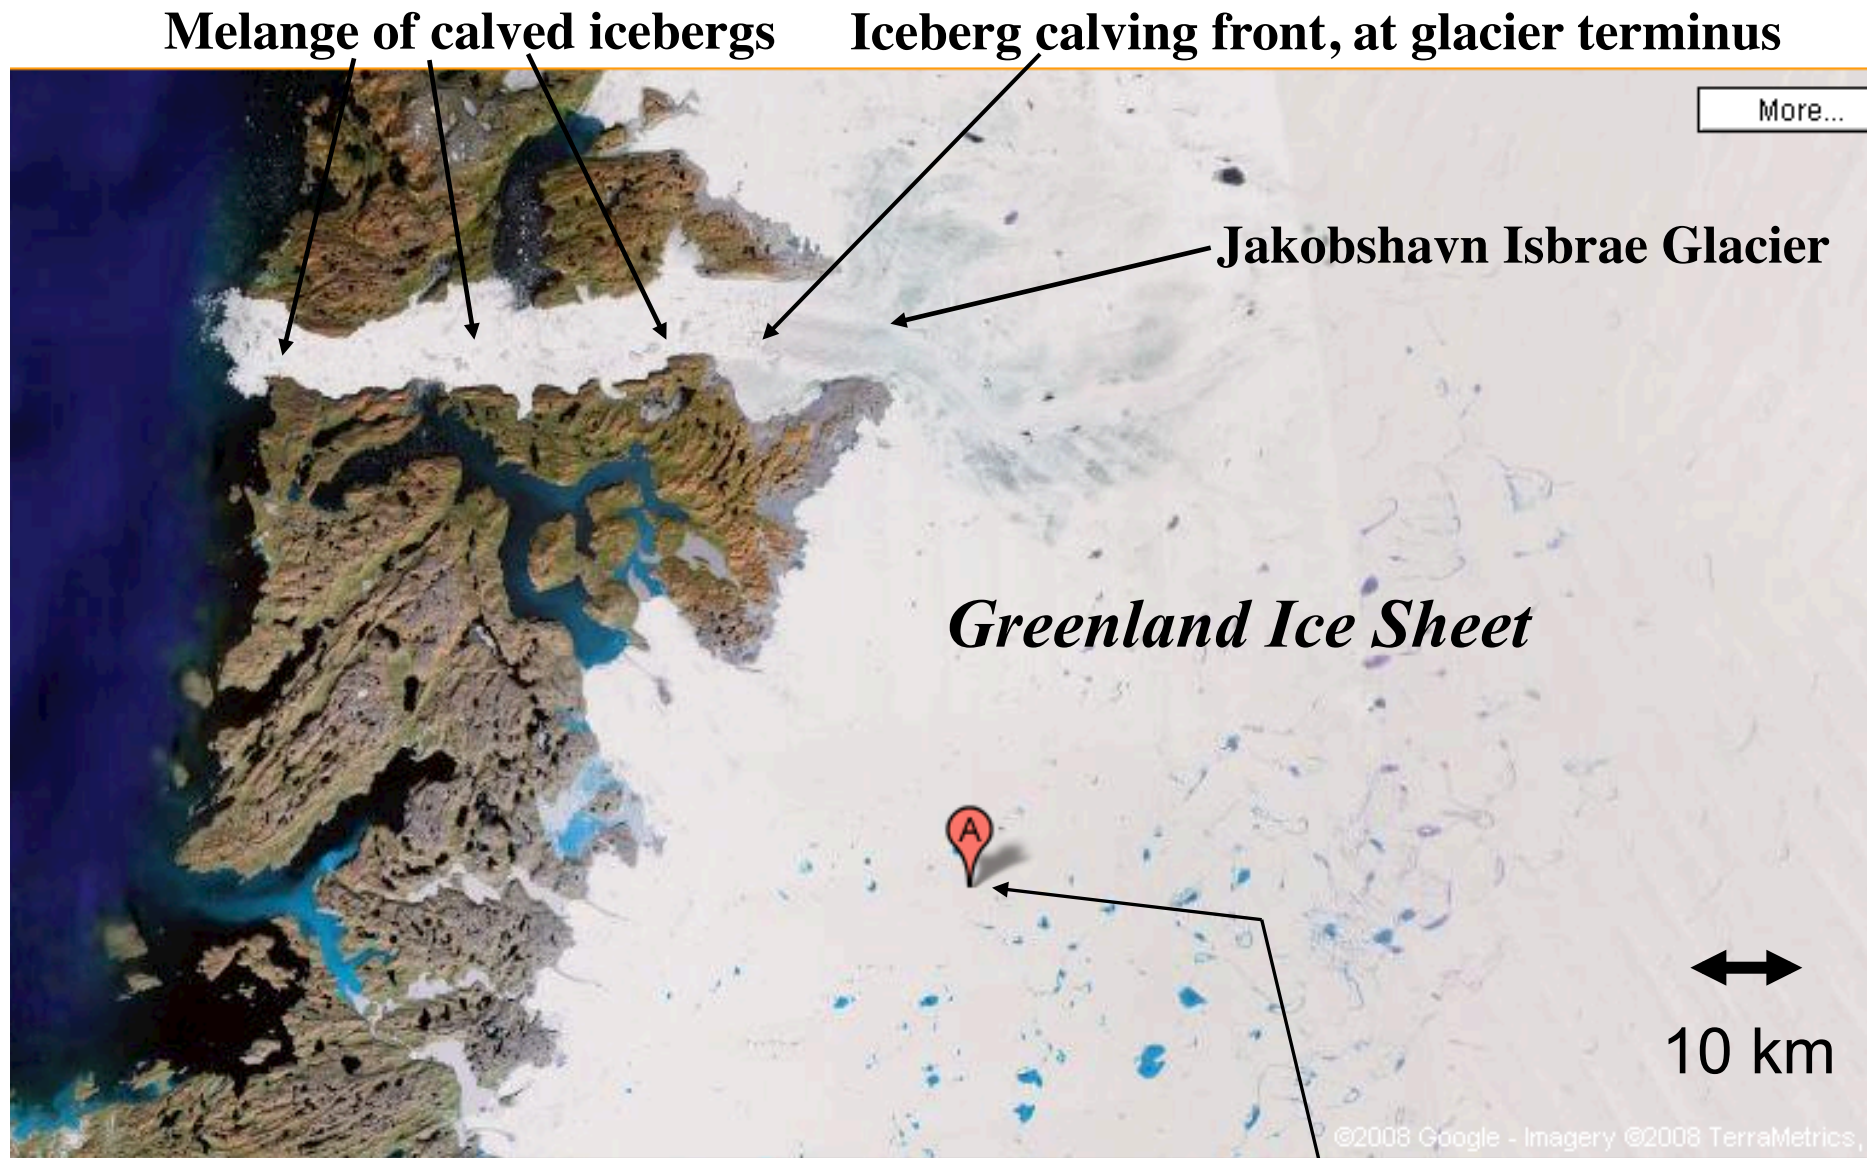 Melange of calved icebergs
Iceberg calving front, at glacier terminus
More...
Jakobshavn Isbrae Glacier
Greenland Ice Sheet
A
10 km
©2008 Google - Imagery ©2008 TerraMetrics,